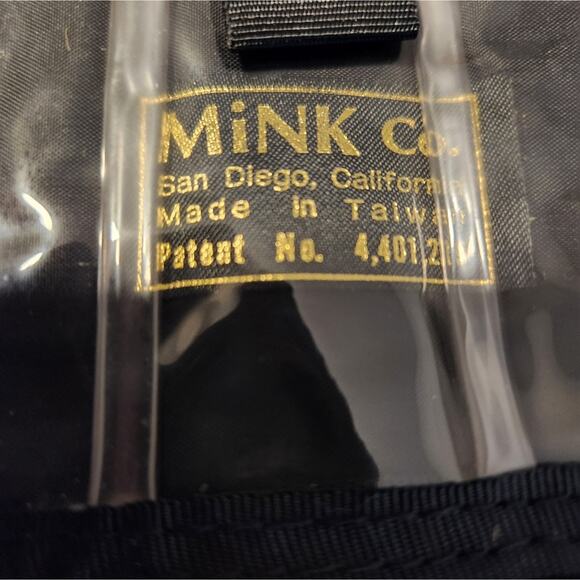 MiNK Co.
San Diego, California
Made in Taiwan
Patent No.